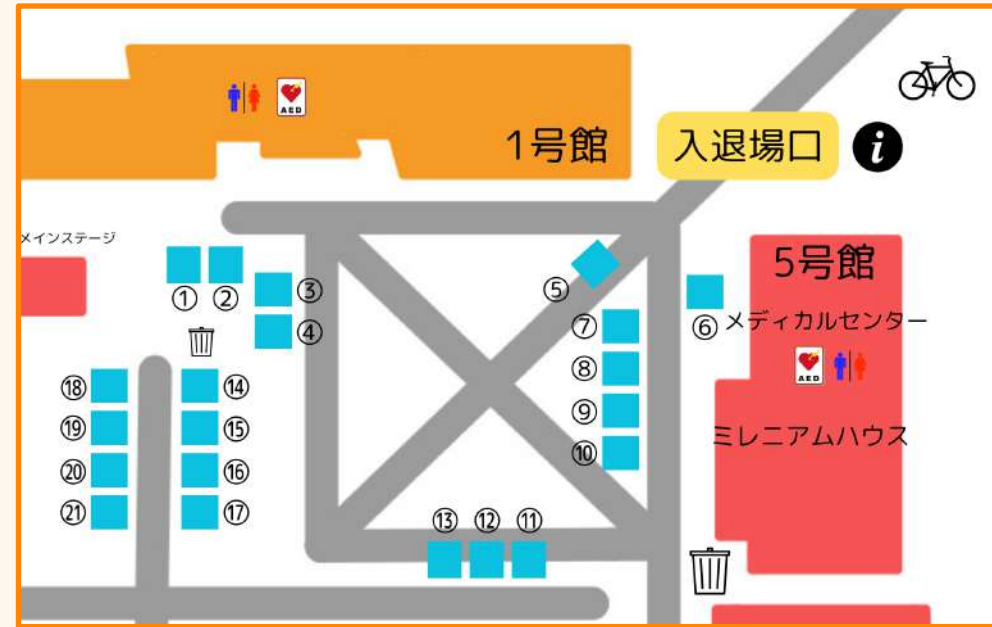 AED
1号館
入退場口
i
メインステージ
① ②
③
④
⑤
⑥
⑦
⑧
⑨
⑩
5号館
メディカルセンター
AED
ミレニアムハウス
⑱ ⑭
⑲ ⑮
⑳ ⑯
㉑ ⑰
⑬ ⑫ ⑪